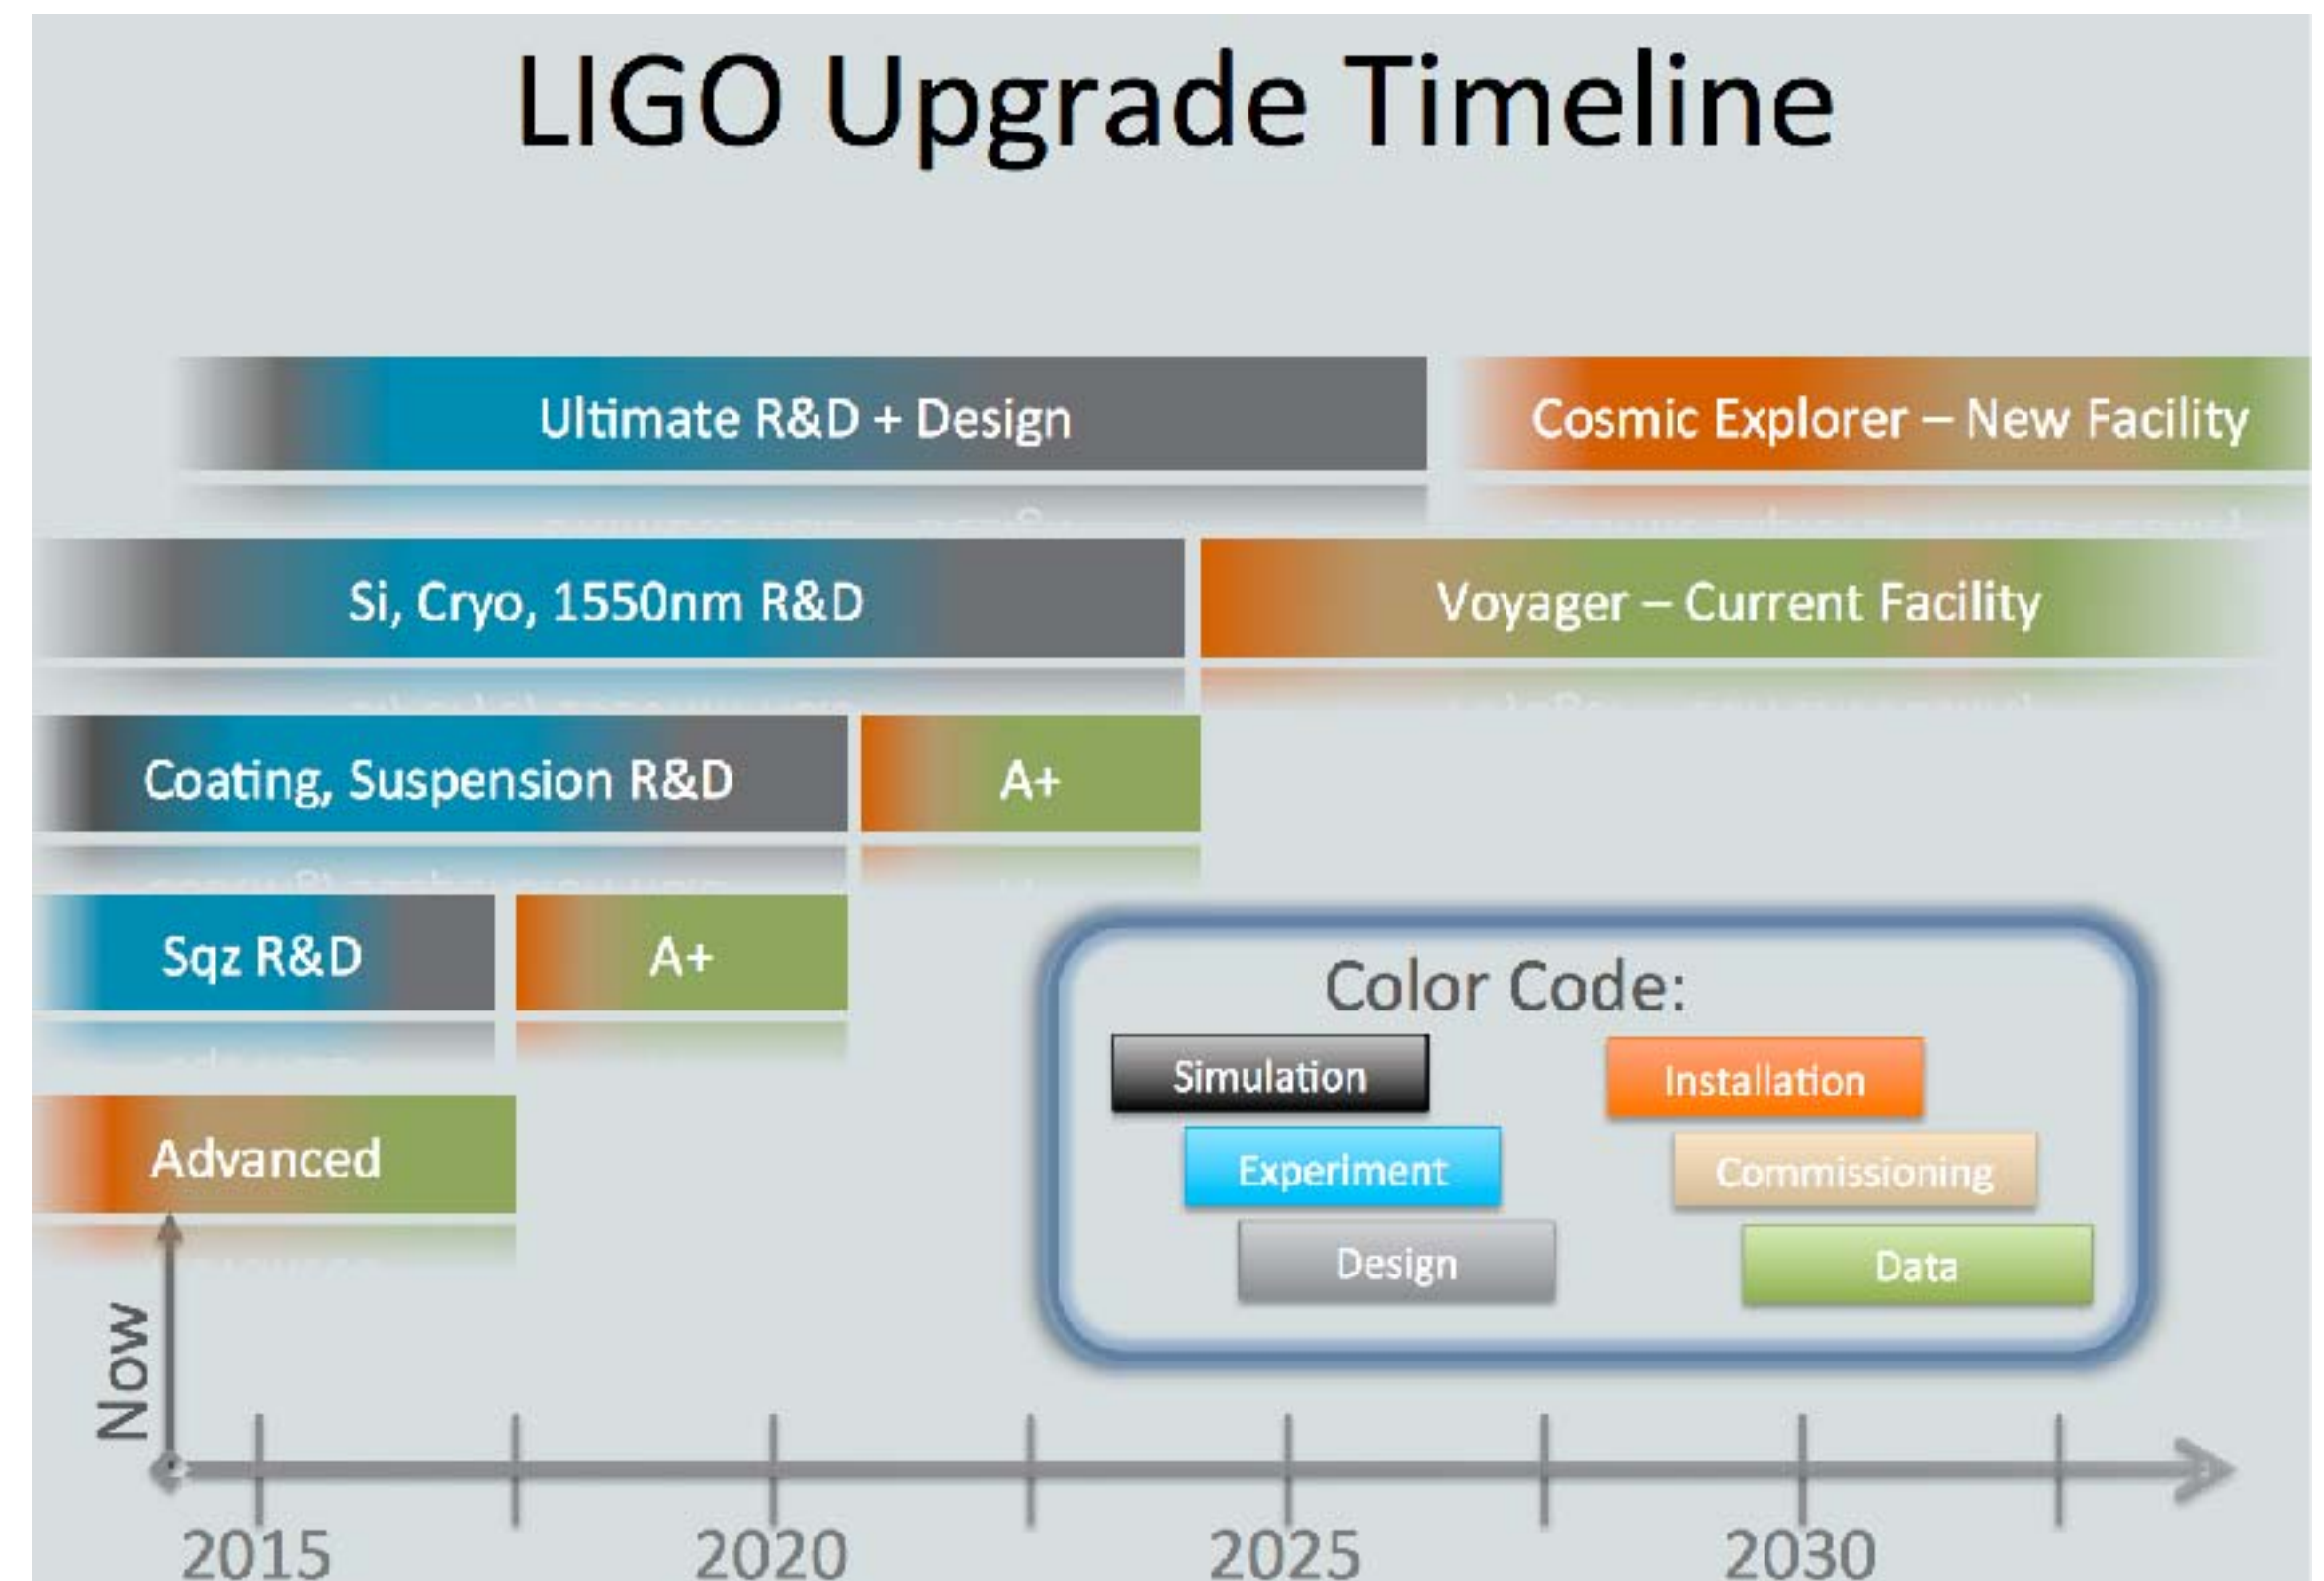 LIGO Upgrade Timeline
Ultimate R&D + Design
Cosmic Explorer – New Facility
Si, Cryo, 1550nm R&D
Voyager – Current Facility
Coating, Suspension R&D
A+
Sqz R&D
A+
Advanced
Color Code:
Simulation
Installation
Experiment
Commissioning
Design
Data
Now
2015
2020
2025
2030